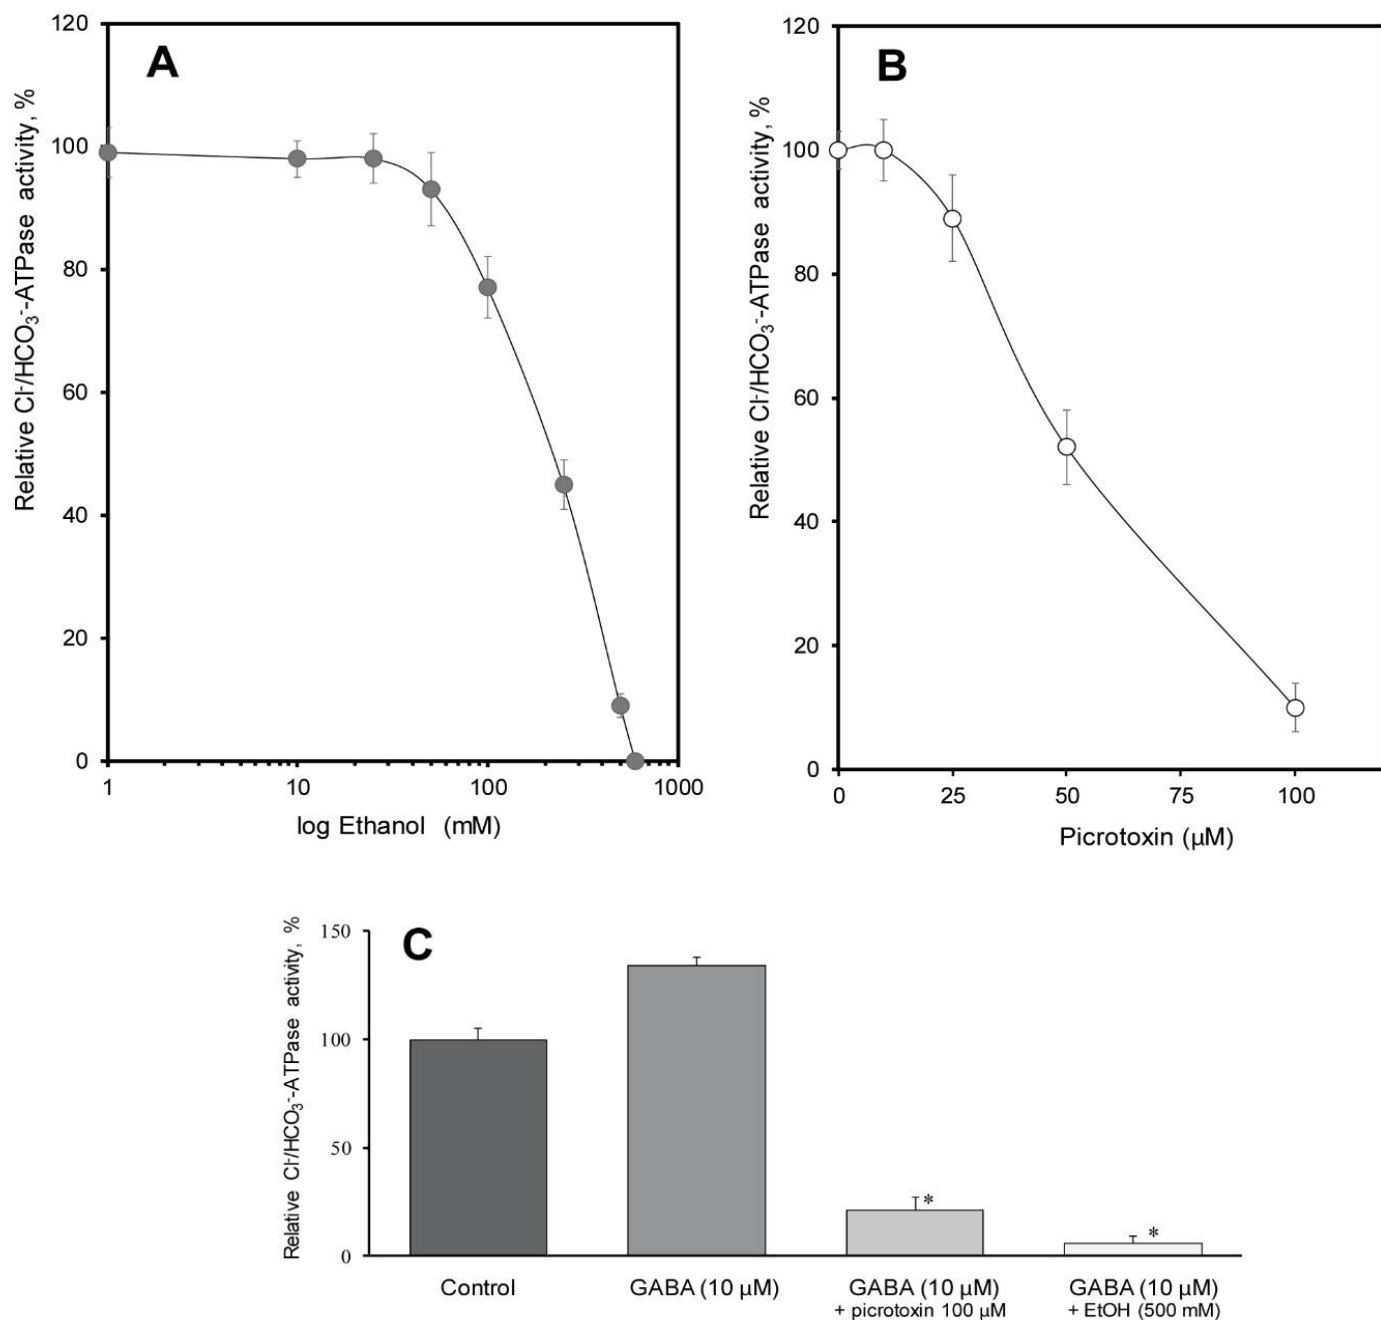 A
Relative Cl⁻/HCO₃⁻-ATPase activity, %
120
100
80
60
40
20
0
1 10 100 1000
log Ethanol (mM)
B
Relative Cl⁻/HCO₃⁻-ATPase activity, %
120
100
80
60
40
20
0
0 25 50 75 100
Picrotoxin (µM)
C
Relative Cl⁻/HCO₃⁻-ATPase activity, %
150
100
50
0
*
*
Control
GABA (10 µM)
GABA (10 µM)
+ picrotoxin 100 µM
GABA (10 µM)
+ EtOH (500 mM)